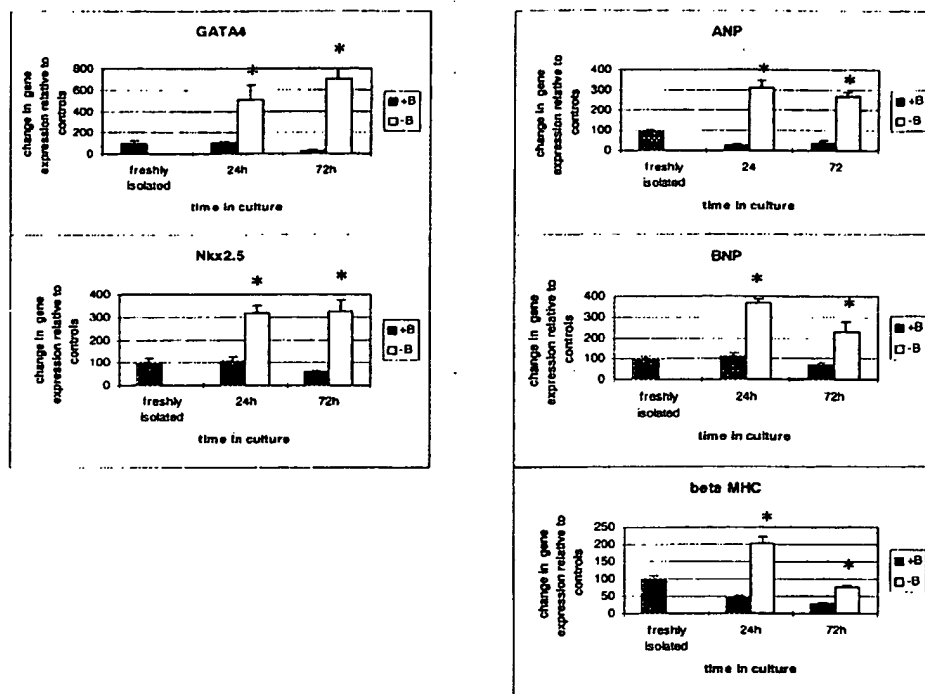 GATA4
change in gene expression relative to controls
800
600
400
200
0
*
*
freshly isolated
24h
72h
time in culture
+B
-B
Nkx2.5
change in gene expression relative to controls
400
300
200
100
0
*
*
freshly isolated
24h
72h
time in culture
+B
-B
ANP
change in gene expression relative to controls
400
300
200
100
0
*
*
freshly isolated
24
72
time in culture
+B
-B
BNP
change in gene expression relative to controls
400
300
200
100
0
*
*
freshly isolated
24h
72h
time in culture
+B
-B
beta MHC
change in gene expression relative to controls
250
200
150
100
50
0
*
*
freshly isolated
24h
72h
time in culture
+B
-B